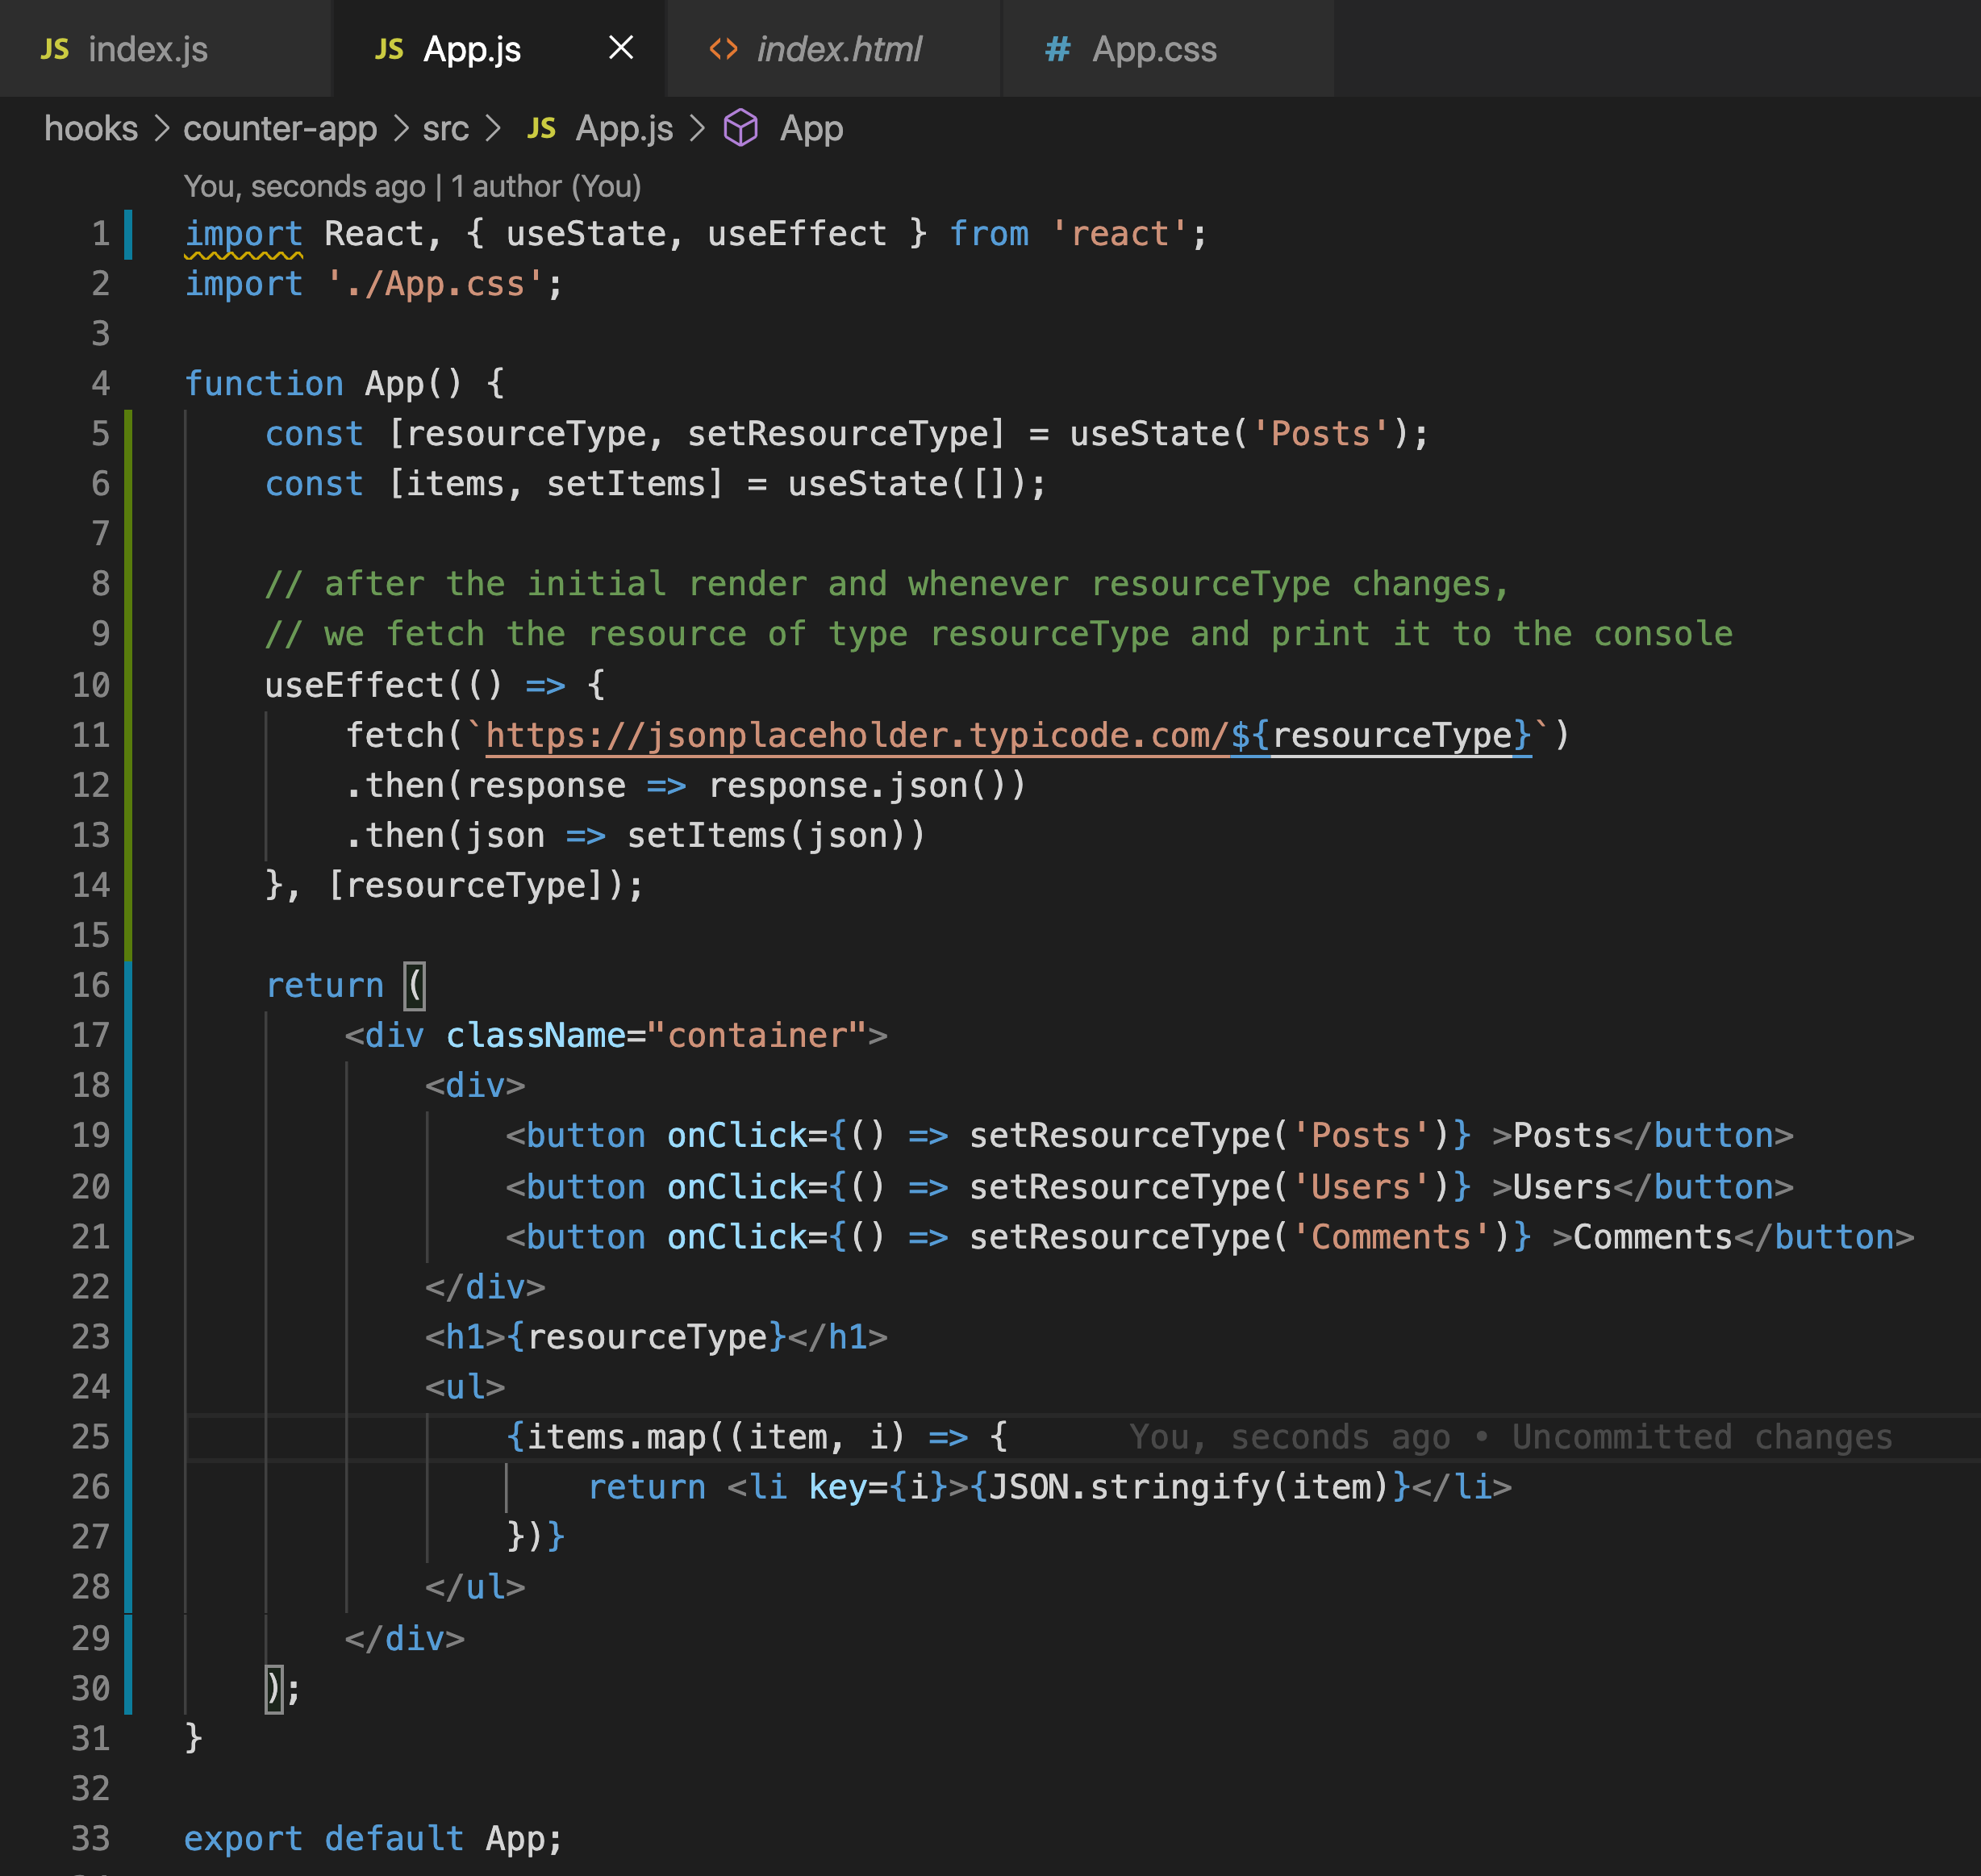 JS index.js JS App.js × <> index.html # App.css
hooks > counter-app > src > JS App.js > App
You, seconds ago | 1 author (You)
1 import React, { useState, useEffect } from 'react';
2 import './App.css';
3
4 function App() {
5     const [resourceType, setResourceType] = useState('Posts');
6     const [items, setItems] = useState([]);
7
8     // after the initial render and whenever resourceType changes,
9     // we fetch the resource of type resourceType and print it to the console
10     useEffect(() => {
11         fetch(`https://jsonplaceholder.typicode.com/${resourceType}`)
12         .then(response => response.json())
13         .then(json => setItems(json))
14     }, [resourceType]);
15
16     return (
17         <div className="container">
18             <div>
19                 <button onClick={() => setResourceType('Posts')} >Posts</button>
20                 <button onClick={() => setResourceType('Users')} >Users</button>
21                 <button onClick={() => setResourceType('Comments')} >Comments</button>
22             </div>
23             <h1>{resourceType}</h1>
24             <ul>
25                 {items.map((item, i) => {      You, seconds ago • Uncommitted changes
26                     return <li key={i}>{JSON.stringify(item)}</li>
27                 })}
28             </ul>
29         </div>
30     );
31 }
32
33 export default App;